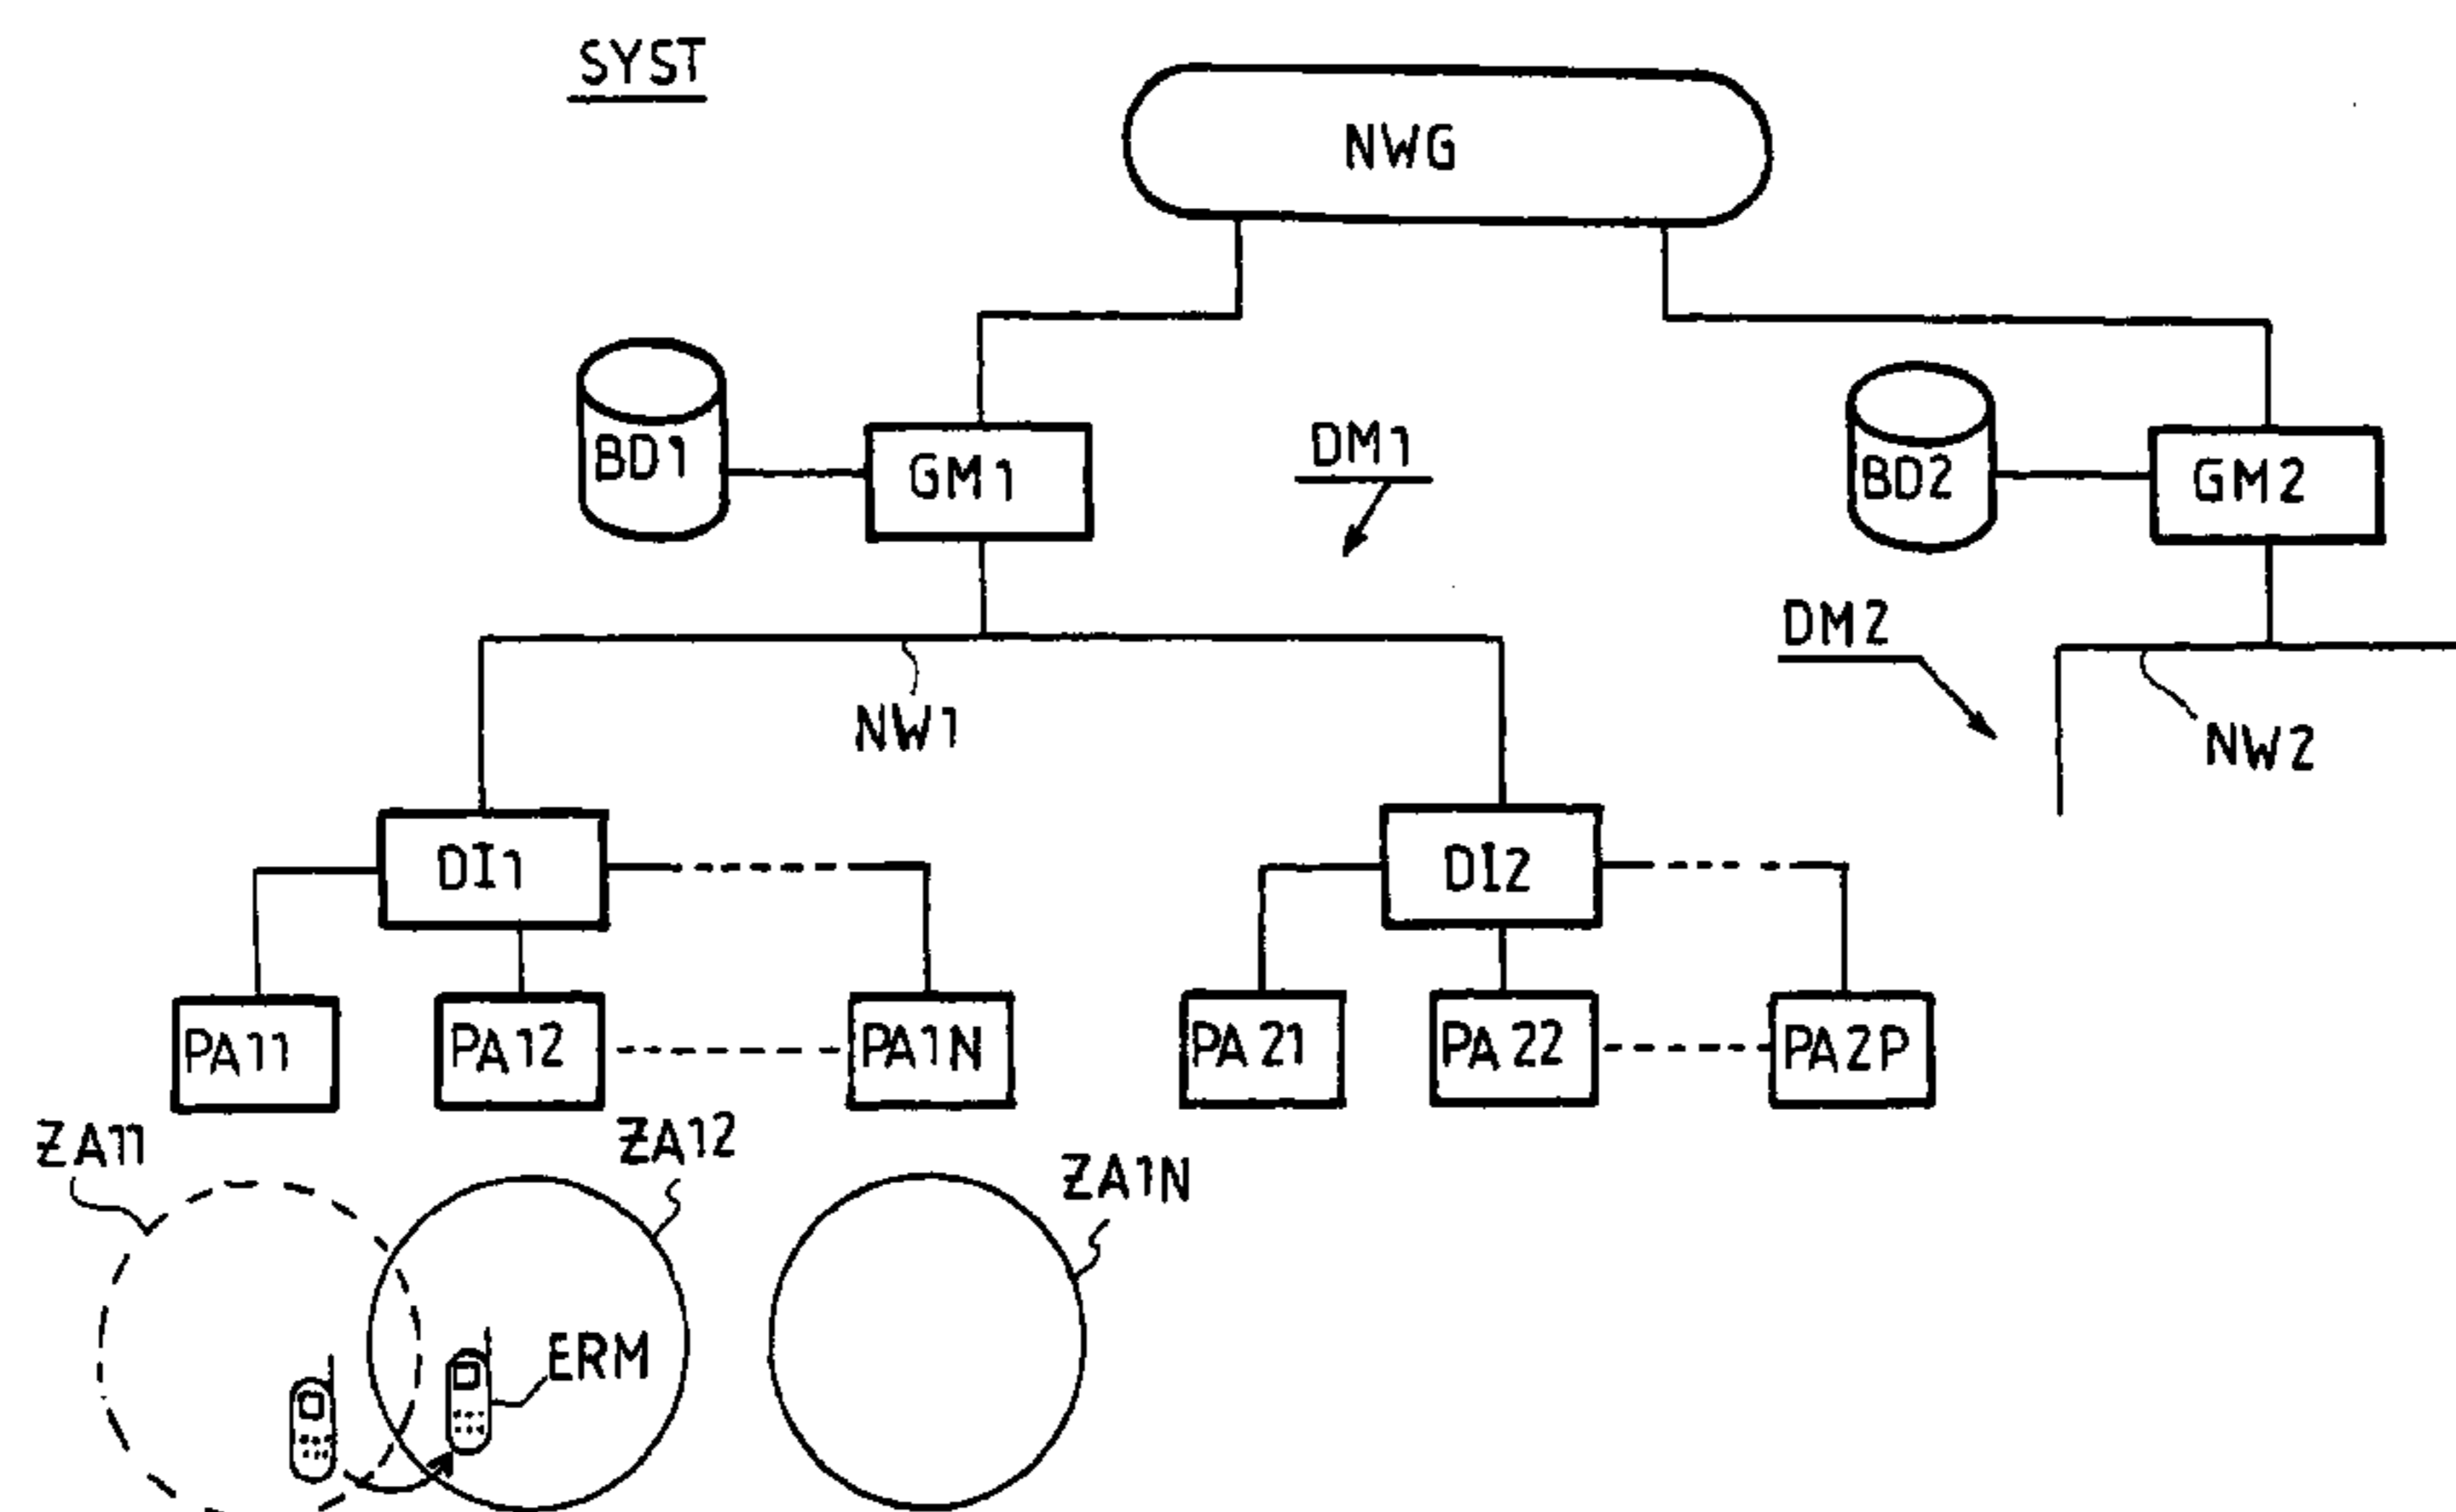 SYST
NWG
BD1
GM1
DM1
BD2
GM2
DM2
NW1
NW2
DI1
DI2
PA11
PA12
PA1N
PA21
PA22
PA2P
ZA11
ZA12
ZA1N
ERM